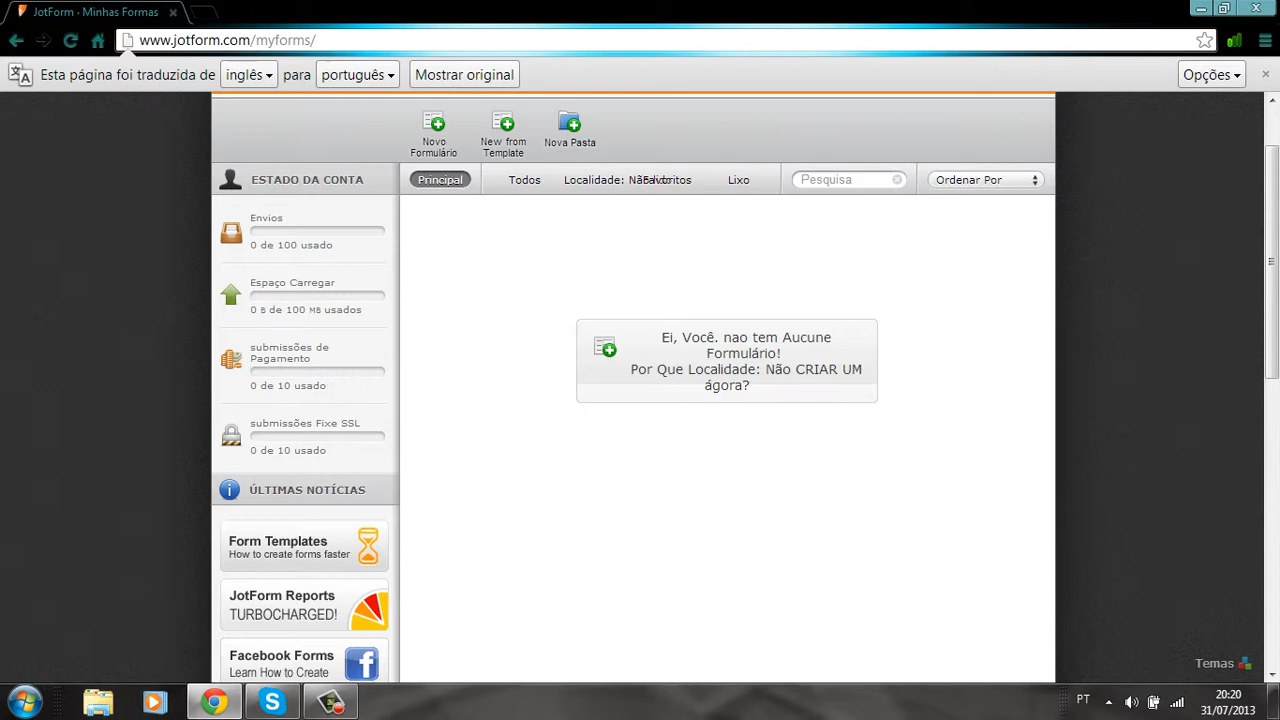 JotForm · Minhas Formas
www.jotform.com/myforms/
Esta página foi traduzida de inglês para português Mostrar original Opções
Novo Formulário
New from Template
Nova Pasta
ESTADO DA CONTA
Principal Todos Localidade: Não Favoritos Lixo Pesquisa Ordenar Por
Envios
0 de 100 usado
Espaço Carregar
0 B de 100 MB usados
submissões de
Pagamento
0 de 10 usado
submissões Fixe SSL
0 de 10 usado
Ei, Você. nao tem Aucune
Formulário!
Por Que Localidade: Não CRIAR UM
ágora?
ÚLTIMAS NOTÍCIAS
Form Templates
How to create forms faster
JotForm Reports
TURBOCHARGED!
Facebook Forms
Learn How to Create
Temas
PT
20:20
31/07/2013